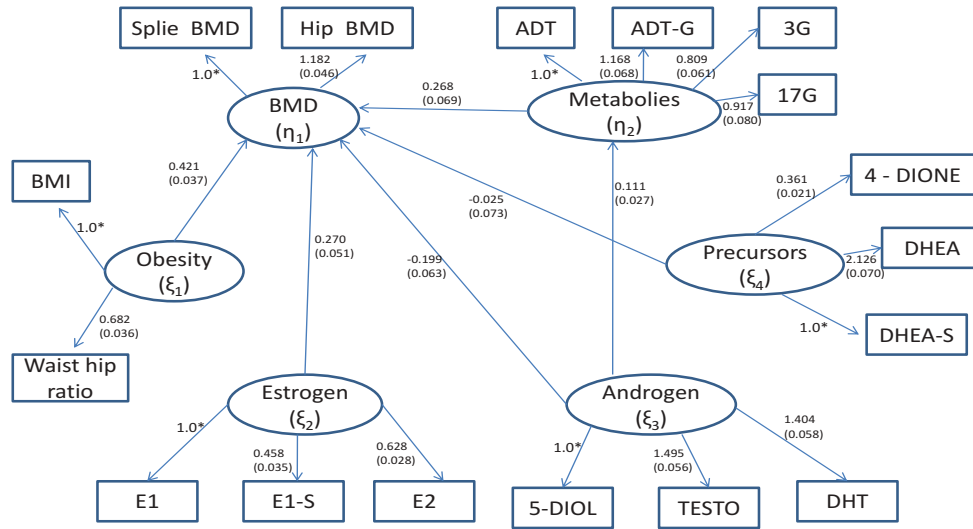 Splie BMD
Hip BMD
ADT
ADT-G
3G
1.182
(0.046)
1.0*
1.0*
1.168
(0.068)
0.809
(0.061)
17G
0.917
(0.080)
BMD
(η1)
0.268
(0.069)
Metabolies
(η2)
BMI
0.421
(0.037)
1.0*
-0.025
(0.073)
0.111
(0.027)
0.361
(0.021)
4 - DIONE
Obesity
(ξ1)
0.270
(0.051)
-0.199
(0.063)
Precursors
(ξ4)
DHEA
2.126
(0.070)
0.682
(0.036)
1.0*
DHEA-S
Waist hip
ratio
Estrogen
(ξ2)
Androgen
(ξ3)
1.0*
0.458
(0.035)
0.628
(0.028)
1.0*
1.495
(0.056)
1.404
(0.058)
E1
E1-S
E2
5-DIOL
TESTO
DHT